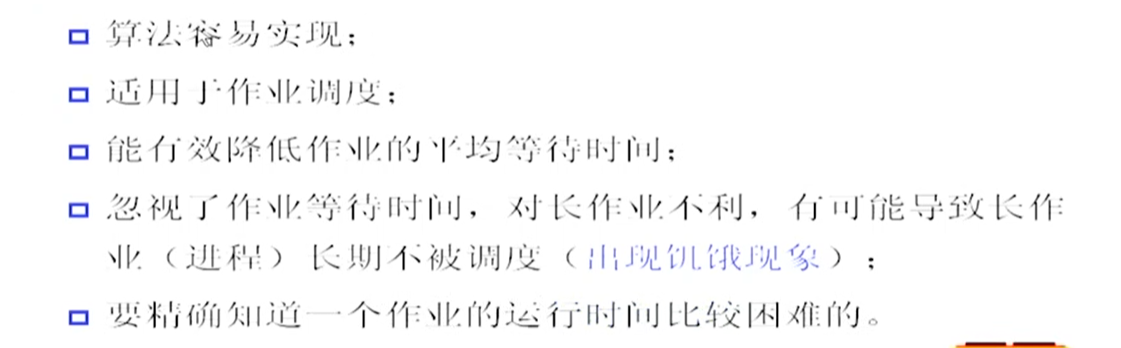 算法容易实现；
适用于作业调度；
能有效降低作业的平均等待时间；
忽视了作业等待时间，对长作业不利，有可能导致长作
业（进程）长期不被调度（出现饥饿现象）；
要精确知道一个作业的运行时间比较困难的。